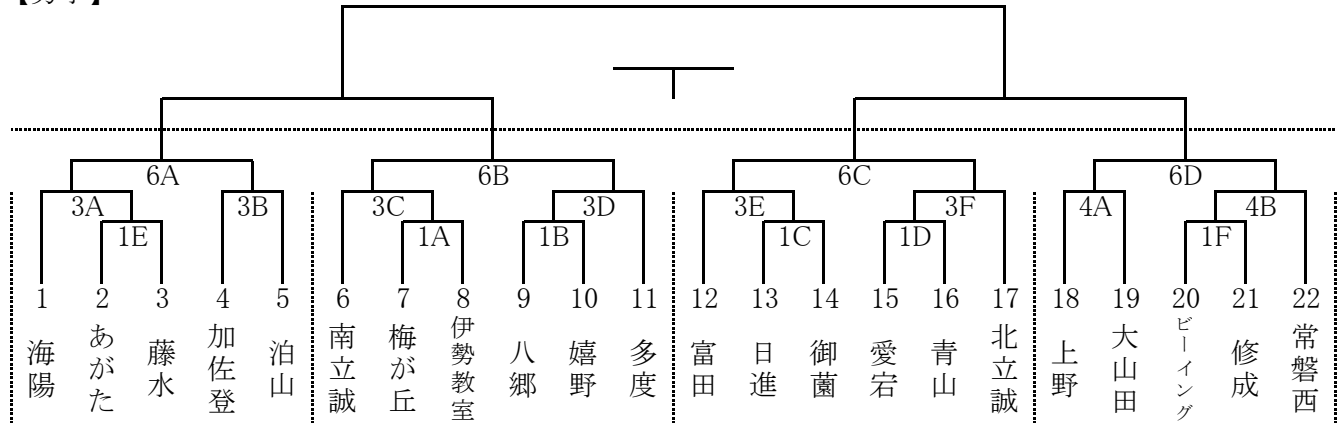 6A 6B 6C 6D
3A 3B 3C 3D 3E 3F 4A 4B
1E 1A 1B 1C 1D 1F
1 2 3 4 5 6 7 8 9 10 11 12 13 14 15 16 17 18 19 20 21 22
海陽
あがた
藤水
加佐登
泊山
南立誠
梅が丘
伊勢教室
八郷
嬉野
多度
富田
日進
御薗
愛宕
青山
北立誠
上野
大山田
ビーイング
修成
常磐西